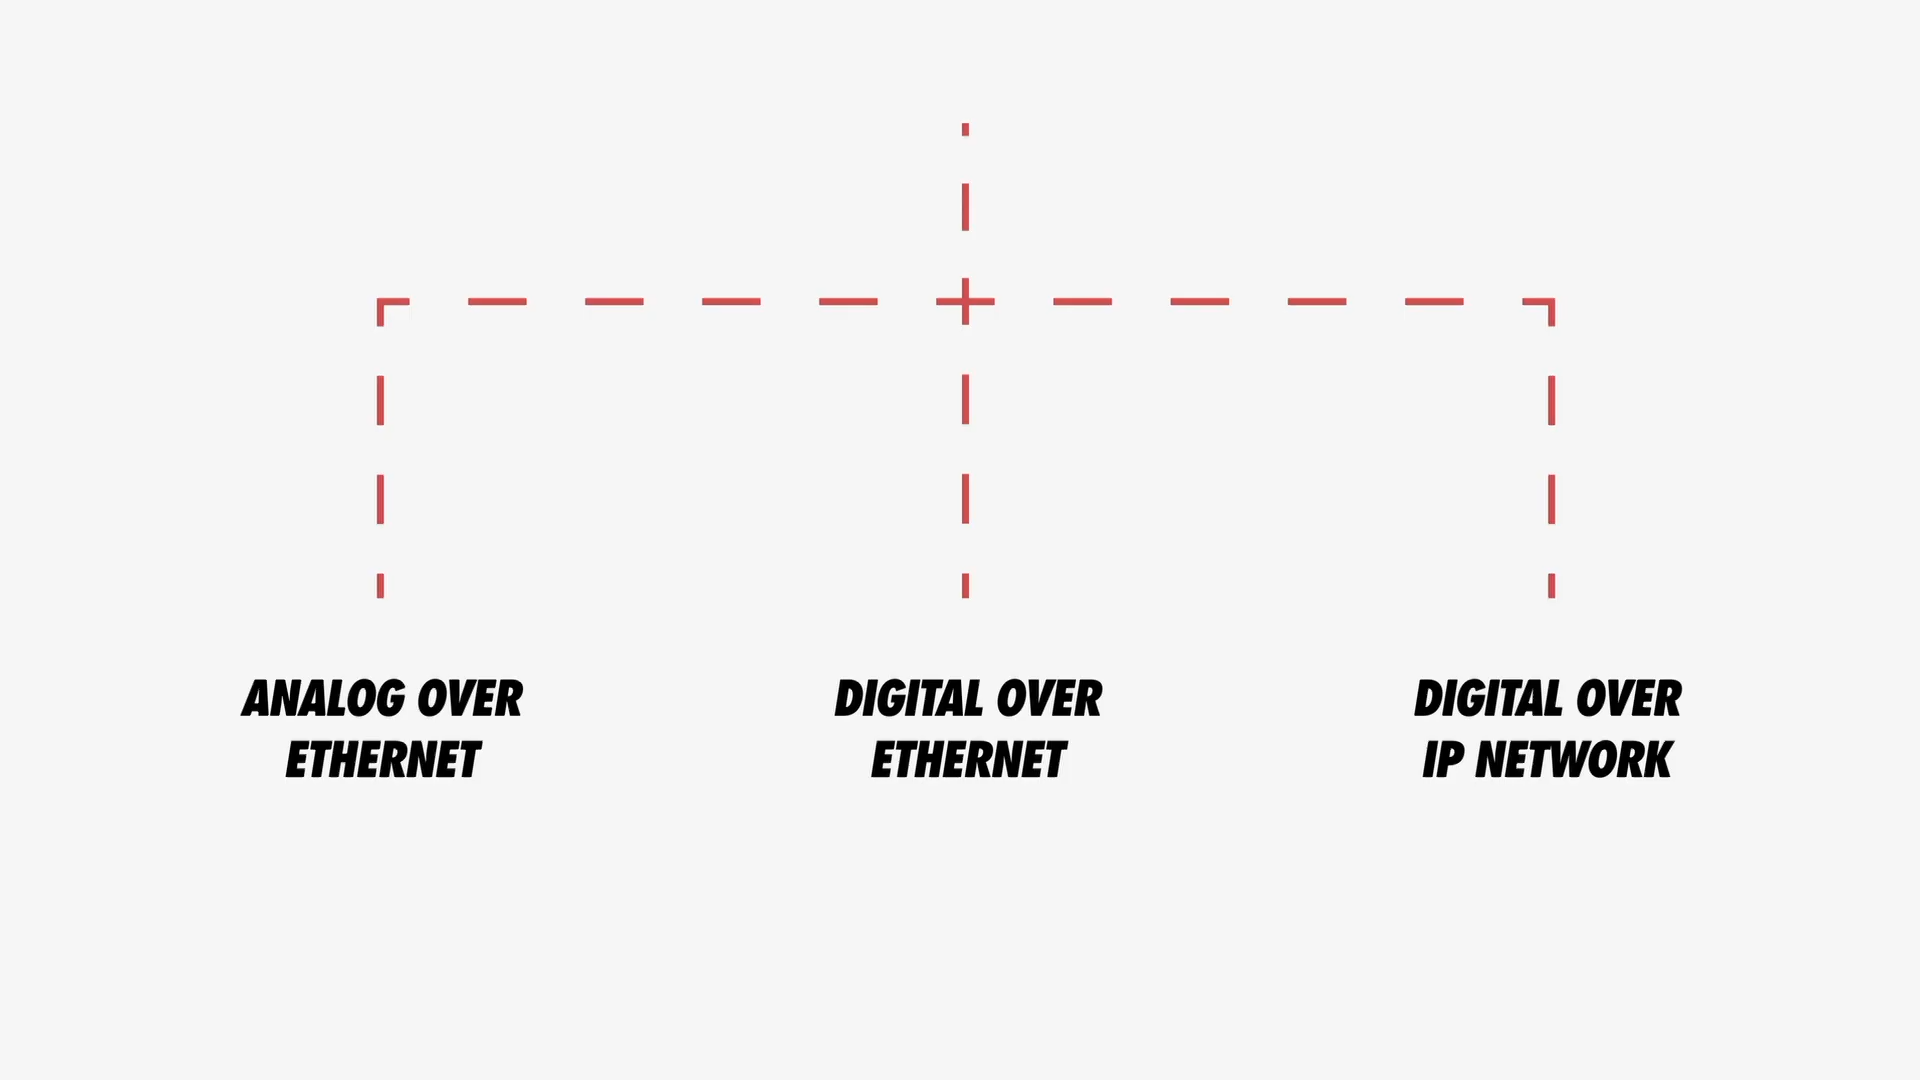 ANALOG OVER
ETHERNET
DIGITAL OVER
ETHERNET
DIGITAL OVER
IP NETWORK